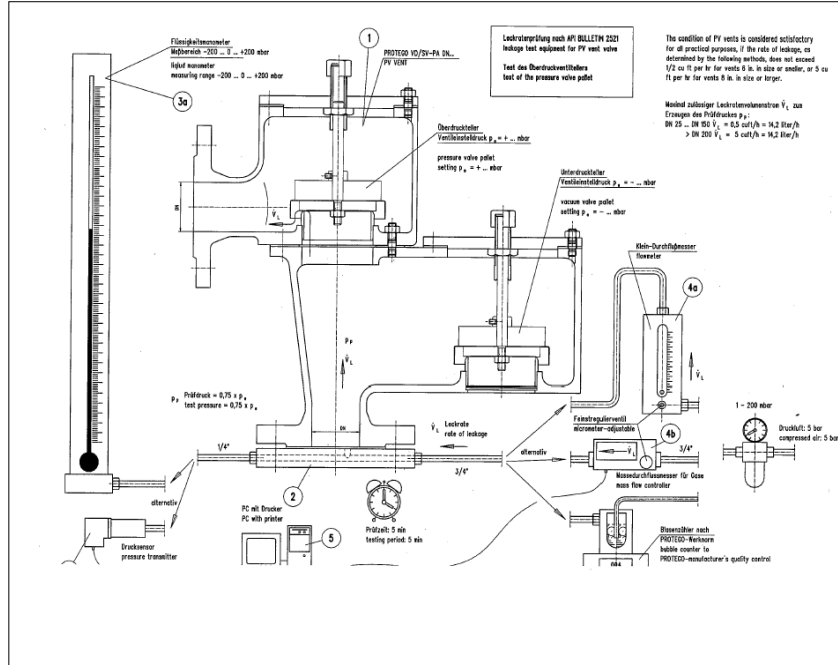 Flüssigkeitsmanometer
Meßbereich -200 ... 0 ... +200 mbar
liquid manometer
measuring range -200 ... 0 ... +200 mbar
3a
1
PROTEGO VD/SV-PA DN...
PV VENT
Leckratenprüfung nach API BULLETIN 2521
leakage test equipment for PV vent valve
Test des Überdruckventiltellers
test of the pressure valve pallet
The condition of PV vents is considered satisfactory
for all practical purposes, if the rate of leakage, as
determined by the following methods, does not exceed
1/2 cu ft per hr for vents 6 in. in size or smaller, or 5 cu
ft per hr for vents 8 in. in size or larger.
Maximal zulässiger Leckratenvolumenstrom V̇L zum
Erzeugen des Prüfdruckes pp:
DN 25 ... DN 150 V̇L = 0,5 cuft/h = 14,2 liter/h
> DN 200 V̇L = 5 cuft/h = 14,2 liter/h
Überdruckteller
Ventileinstelldruck pe = + ... mbar
pressure valve pallet
setting pe = + ... mbar
Unterdruckteller
Ventileinstelldruck pe = - ... mbar
vacuum valve pallet
setting pe = - ... mbar
DN
V̇L
Klein-Durchflußmesser
flowmeter
4a
V̇L
pp
V̇L
pp Prüfdruck = 0,75 x pe
test pressure = 0,75 x pe
DN
V̇L Leckrate
rate of leakage
1/4"
3/4"
2
alternativ
alternativ
Feinstregulierventil
micrometer-adjustable
4b
V̇L
3/4"
Massedurchflussmesser für Gase
mass flow controller
1 - 200 mbar
Druckluft: 5 bar
compressed air: 5 bar
Drucksensor
pressure transmitter
PC mit Drucker
PC with printer
5
Prüfzeit: 5 min
testing period: 5 min
Blasenzähler nach
PROTEGO-Werknorm
bubble counter to
PROTEGO-manufacturer's quality control